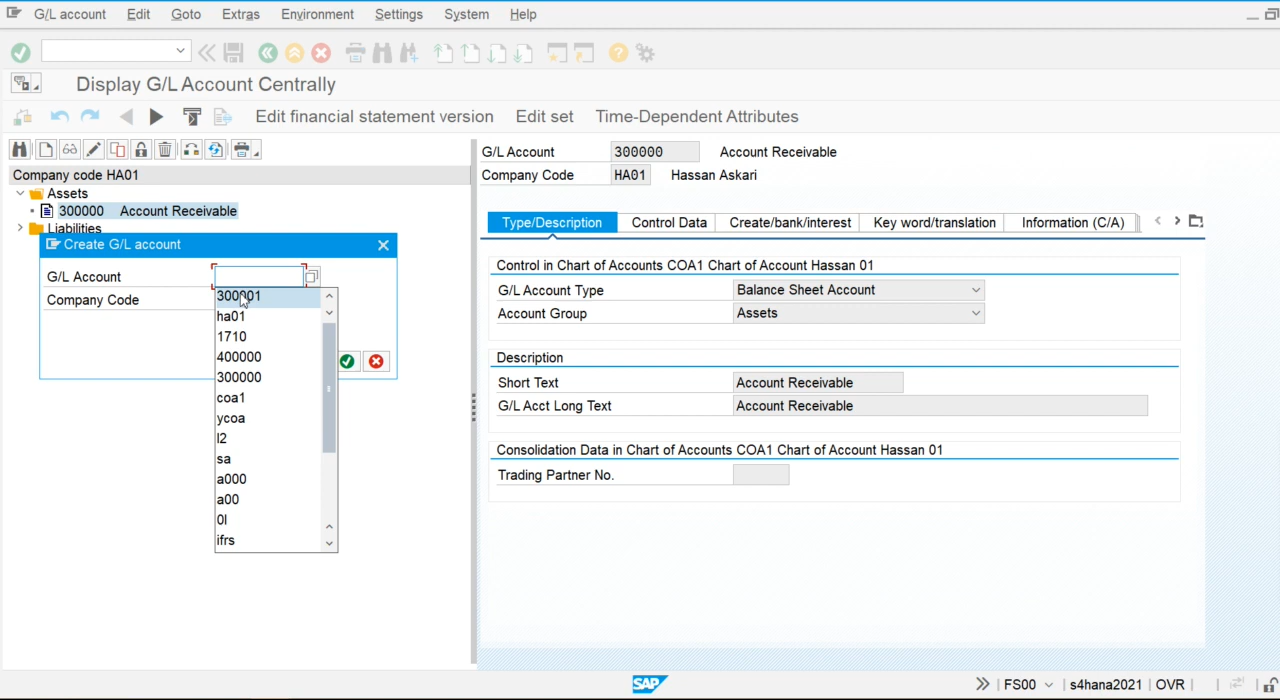 G/L account Edit Goto Extras Environment Settings System Help
Display G/L Account Centrally
Edit financial statement version Edit set Time-Dependent Attributes
Company code HA01
Assets
300000 Account Receivable
Liabilities
Create G/L account
G/L Account
Company Code
300001
ha01
1710
400000
300000
coa1
ycoa
l2
sa
a000
a00
0l
ifrs
G/L Account 300000 Account Receivable
Company Code HA01 Hassan Askari
Type/Description Control Data Create/bank/interest Key word/translation Information (C/A)
Control in Chart of Accounts COA1 Chart of Account Hassan 01
G/L Account Type Balance Sheet Account
Account Group Assets
Description
Short Text Account Receivable
G/L Acct Long Text Account Receivable
Consolidation Data in Chart of Accounts COA1 Chart of Account Hassan 01
Trading Partner No.
SAP FS00 s4hana2021 OVR